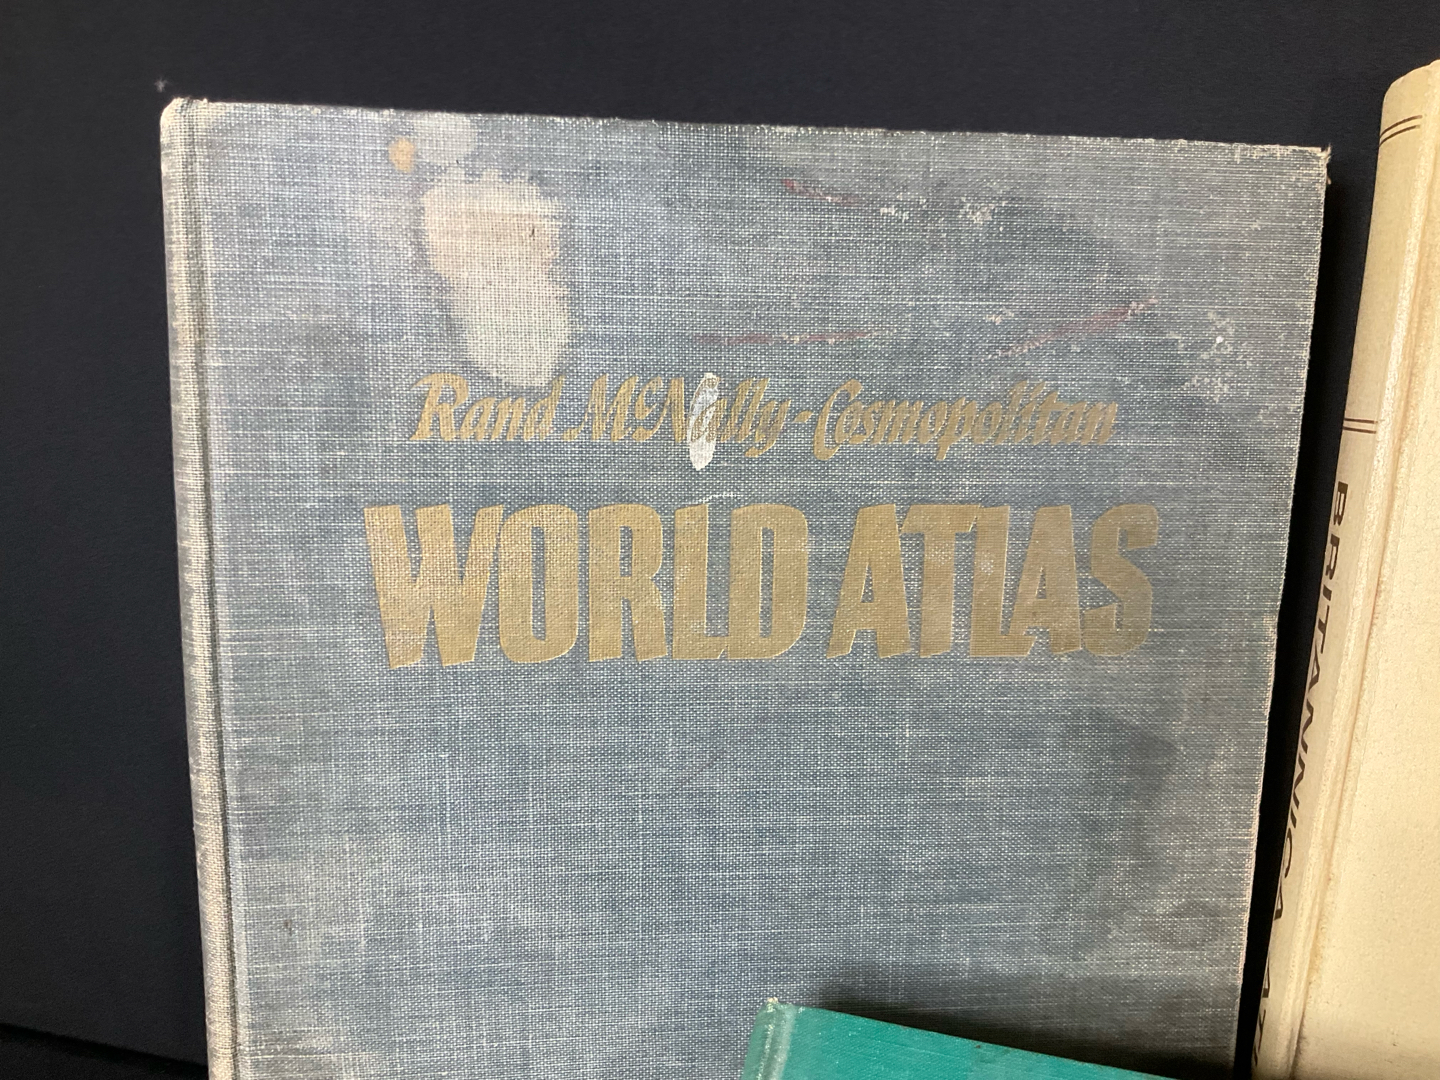 Rand McNally-Cosmopolitan
WORLD ATLAS
BRITANNICA